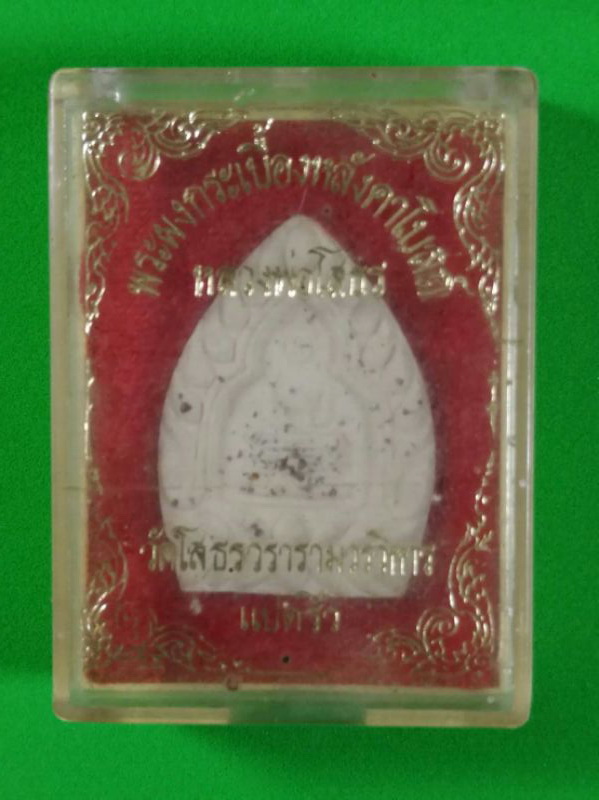 พระผงกระเบื้องหลังคาโบสถ์
หลวงพ่อโสธร
วัดโสธรวรารามวรวิหาร
แปดริ้ว